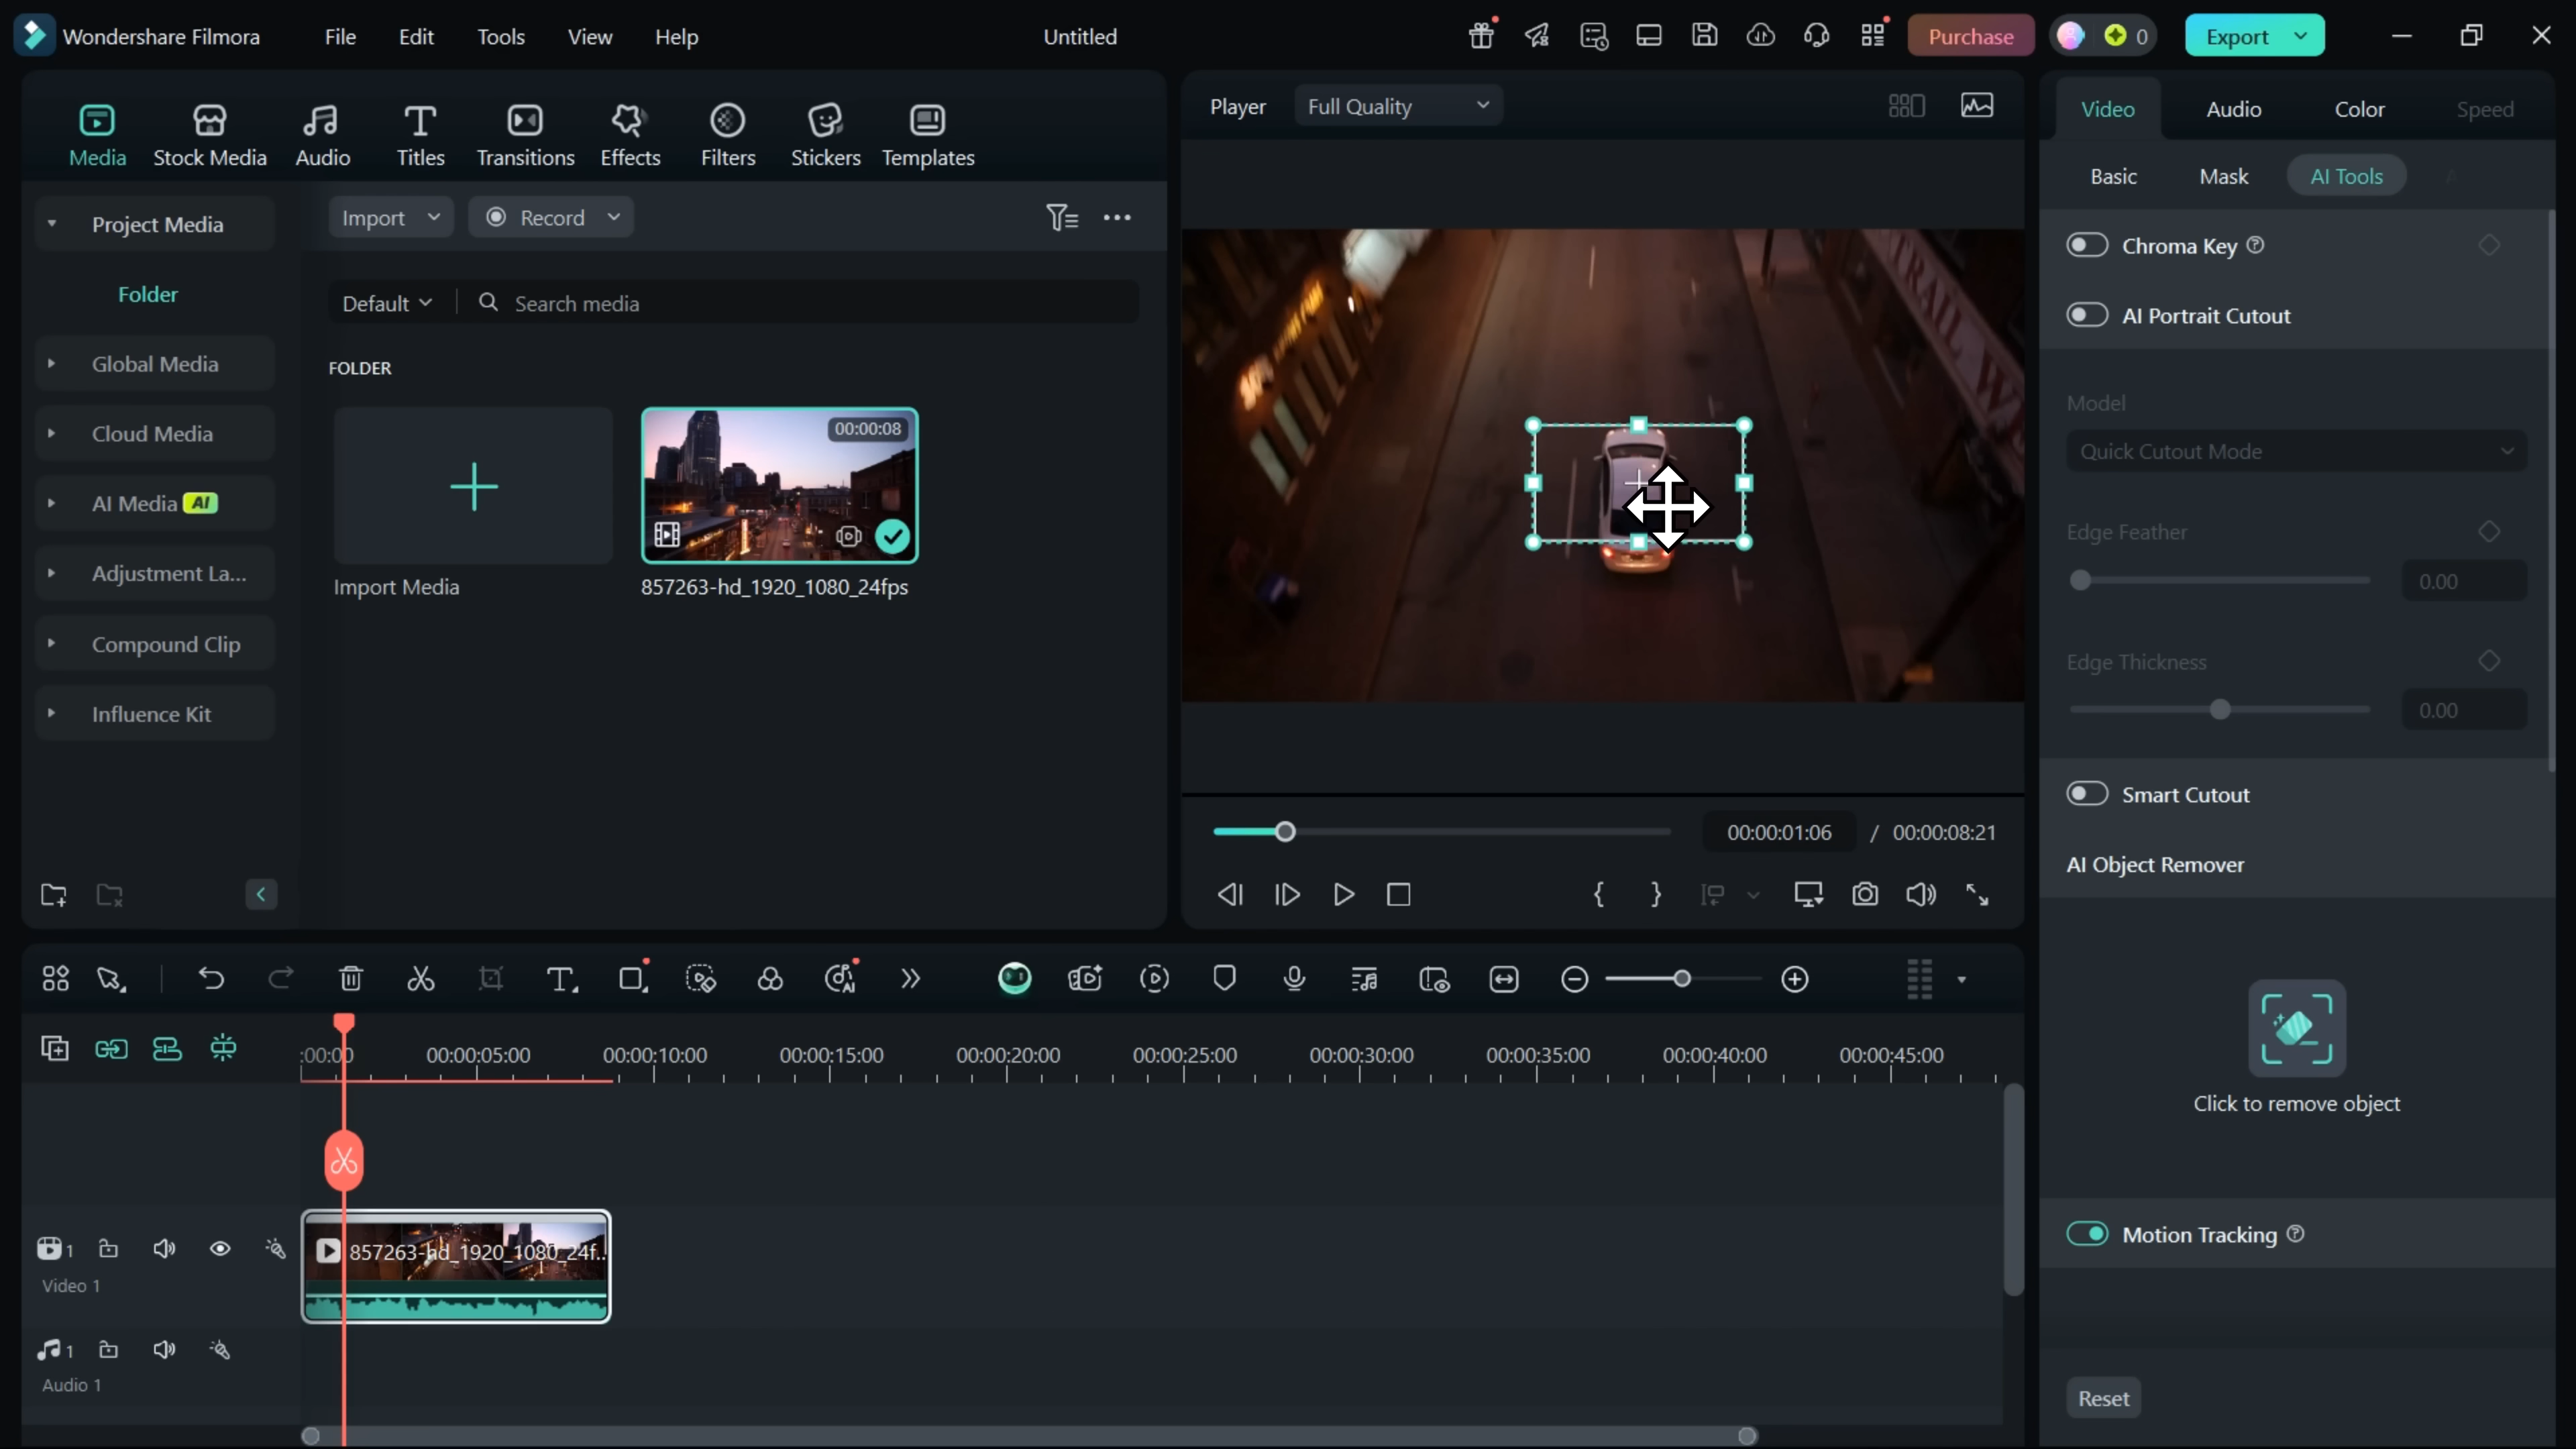 Wondershare Filmora
File
Edit
Tools
View
Help
Untitled
Purchase
0
Export
Media
Stock Media
Audio
Titles
Transitions
Effects
Filters
Stickers
Templates
Project Media
Folder
Global Media
Cloud Media
AI Media AI
Adjustment La...
Compound Clip
Influence Kit
Import
Record
Default
Search media
FOLDER
00:00:08
Import Media
857263-hd_1920_1080_24fps
Player
Full Quality
TRAIL W
00:00:01:06 / 00:00:08:21
Video
Audio
Color
Speed
Basic
Mask
AI Tools
Chroma Key
AI Portrait Cutout
Model
Quick Cutout Mode
Edge Feather
0.00
Edge Thickness
0.00
Smart Cutout
AI Object Remover
Click to remove object
Motion Tracking
Reset
:00:00
00:00:05:00
00:00:10:00
00:00:15:00
00:00:20:00
00:00:25:00
00:00:30:00
00:00:35:00
00:00:40:00
00:00:45:00
1
857263-hd_1920_1080_24f..
Video 1
1
Audio 1